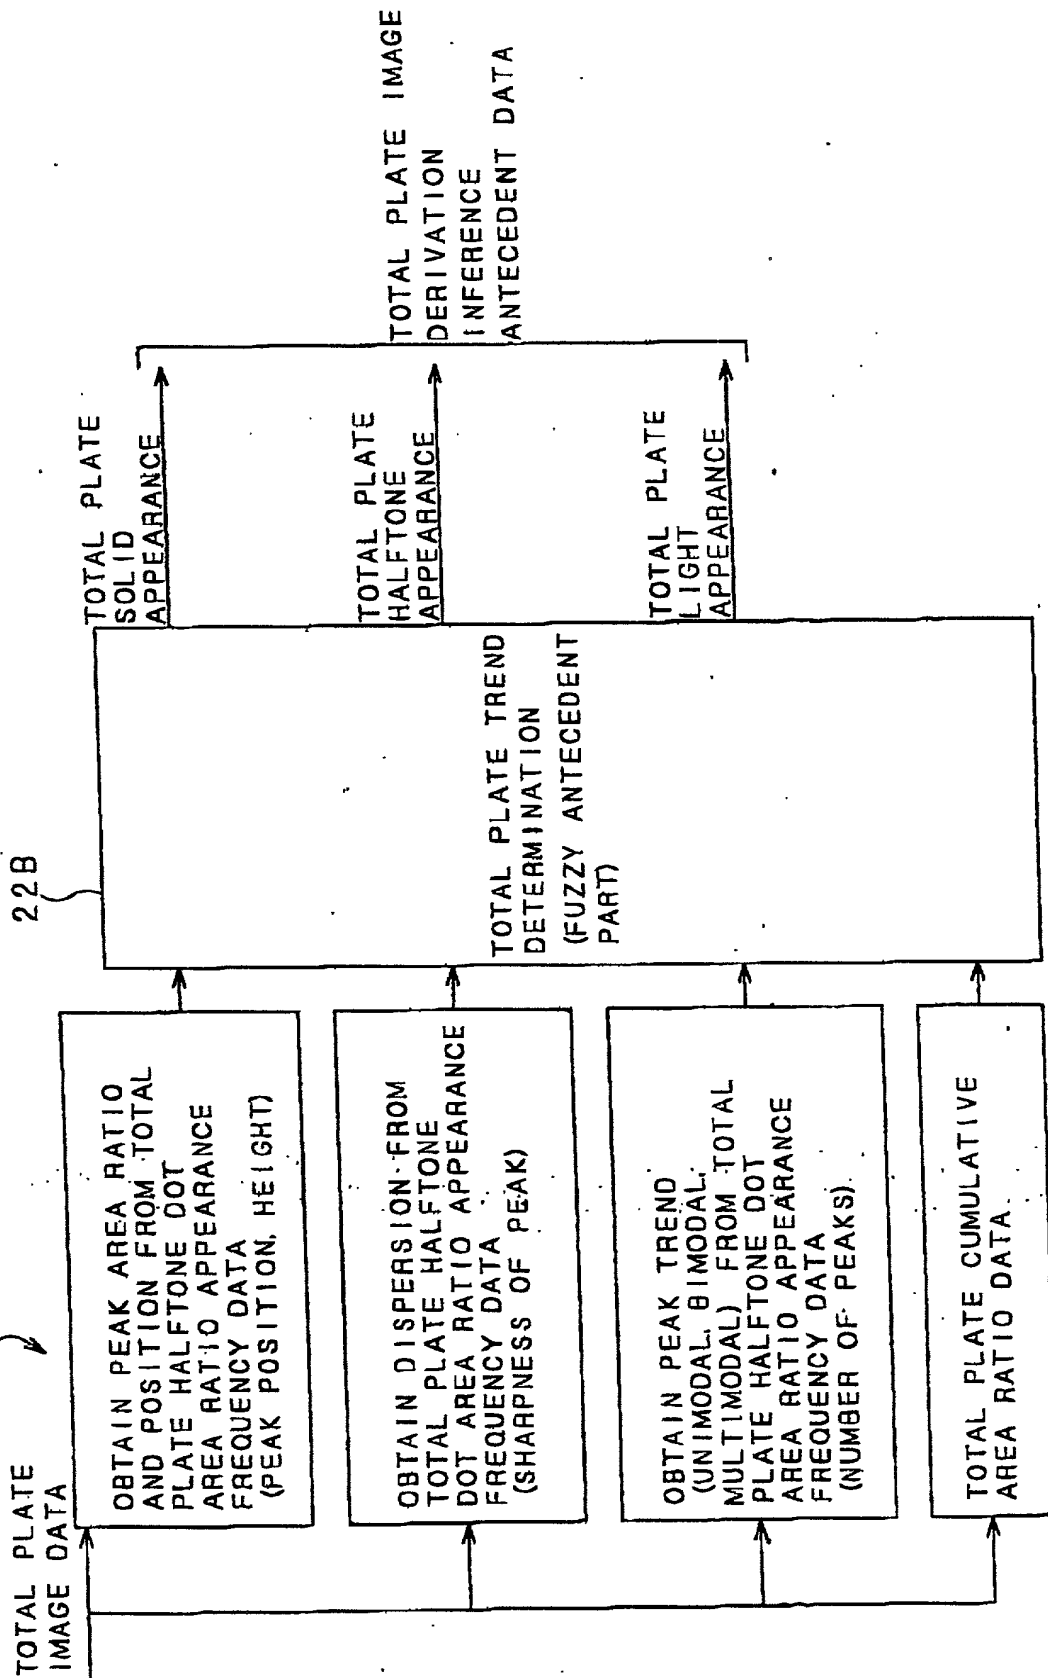 TOTAL PLATE
IMAGE DATA
OBTAIN PEAK AREA RATIO
AND POSITION FROM TOTAL
PLATE HALFTONE DOT
AREA RATIO APPEARANCE
FREQUENCY DATA
(PEAK POSITION, HEIGHT)
OBTAIN DISPERSION FROM
TOTAL PLATE HALFTONE
DOT AREA RATIO APPEARANCE
FREQUENCY DATA
(SHARPNESS OF PEAK)
OBTAIN PEAK TREND
(UNIMODAL, BIMODAL,
MULTIMODAL) FROM TOTAL
PLATE HALFTONE DOT
AREA RATIO APPEARANCE
FREQUENCY DATA
(NUMBER OF PEAKS)
TOTAL PLATE CUMULATIVE
AREA RATIO DATA
22B
TOTAL PLATE TREND
DETERMINATION
(FUZZY ANTECEDENT
PART)
TOTAL PLATE
SOLID
APPEARANCE
TOTAL PLATE
HALFTONE
APPEARANCE
TOTAL PLATE
LIGHT
APPEARANCE
TOTAL PLATE IMAGE
DERIVATION
INFERENCE
ANTECEDENT DATA